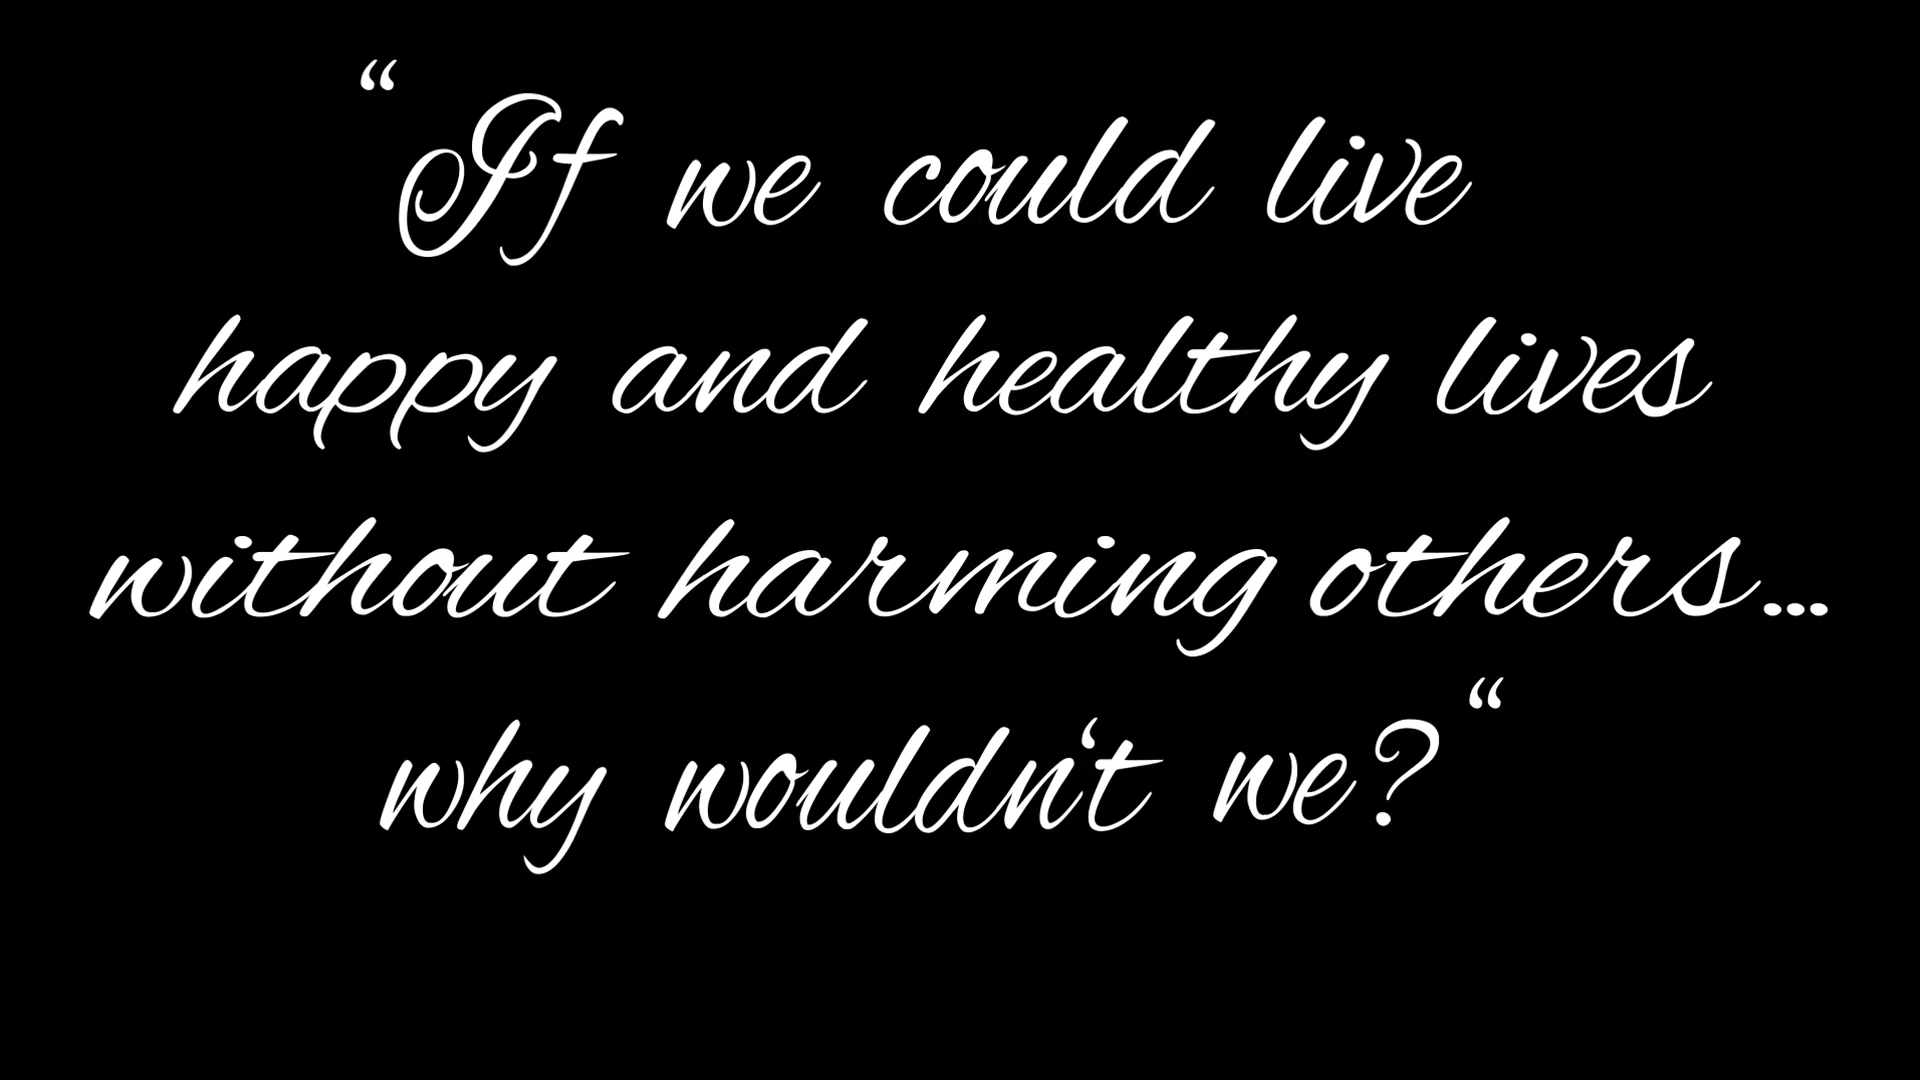 “If we could live
happy and healthy lives
without harming others...
why wouldn‘t we?“